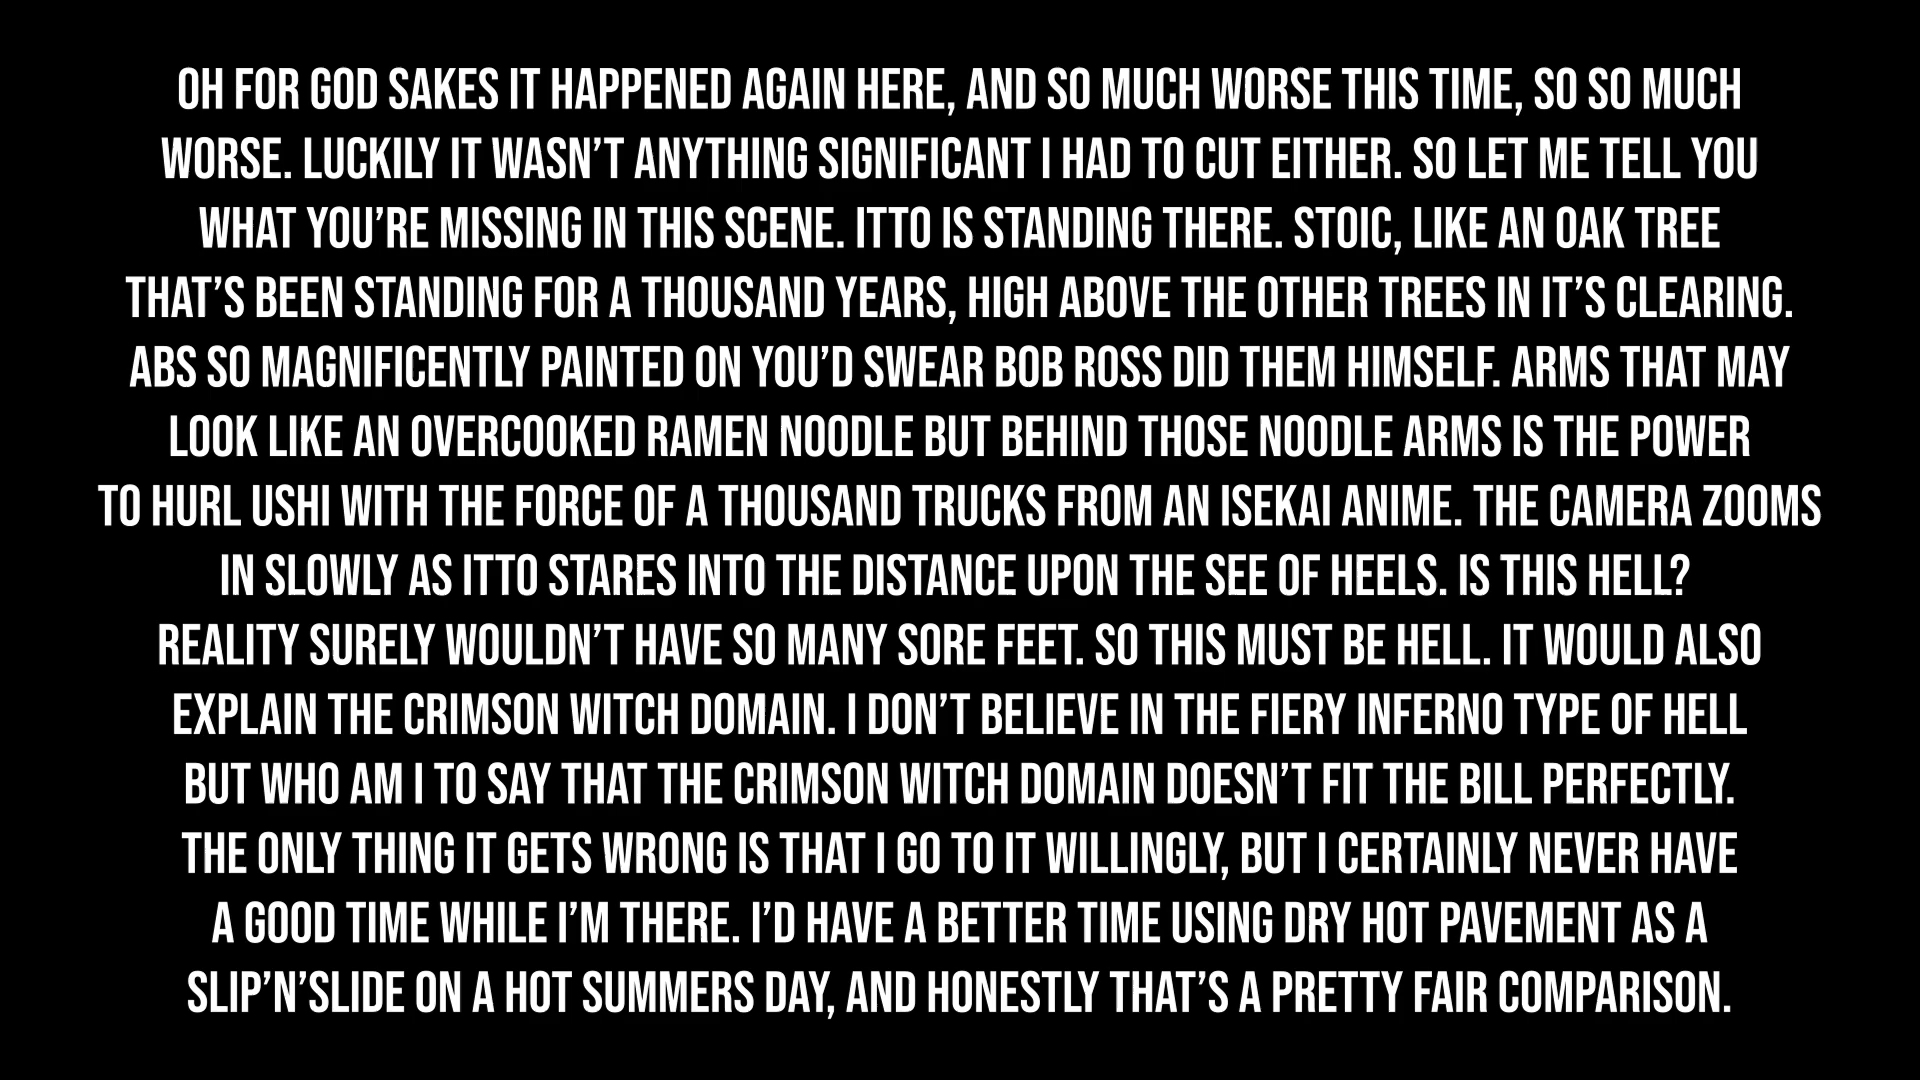 OH FOR GOD SAKES IT HAPPENED AGAIN HERE, AND SO MUCH WORSE THIS TIME, SO SO MUCH
WORSE. LUCKILY IT WASN'T ANYTHING SIGNIFICANT I HAD TO CUT EITHER. SO LET ME TELL YOU
WHAT YOU'RE MISSING IN THIS SCENE. ITTO IS STANDING THERE. STOIC, LIKE AN OAK TREE
THAT'S BEEN STANDING FOR A THOUSAND YEARS, HIGH ABOVE THE OTHER TREES IN IT'S CLEARING.
ABS SO MAGNIFICENTLY PAINTED ON YOU'D SWEAR BOB ROSS DID THEM HIMSELF. ARMS THAT MAY
LOOK LIKE AN OVERCOOKED RAMEN NOODLE BUT BEHIND THOSE NOODLE ARMS IS THE POWER
TO HURL USHI WITH THE FORCE OF A THOUSAND TRUCKS FROM AN ISEKAI ANIME. THE CAMERA ZOOMS
IN SLOWLY AS ITTO STARES INTO THE DISTANCE UPON THE SEE OF HEELS. IS THIS HELL?
REALITY SURELY WOULDN'T HAVE SO MANY SORE FEET. SO THIS MUST BE HELL. IT WOULD ALSO
EXPLAIN THE CRIMSON WITCH DOMAIN. I DON'T BELIEVE IN THE FIERY INFERNO TYPE OF HELL
BUT WHO AM I TO SAY THAT THE CRIMSON WITCH DOMAIN DOESN'T FIT THE BILL PERFECTLY.
THE ONLY THING IT GETS WRONG IS THAT I GO TO IT WILLINGLY, BUT I CERTAINLY NEVER HAVE
A GOOD TIME WHILE I'M THERE. I'D HAVE A BETTER TIME USING DRY HOT PAVEMENT AS A
SLIP'N'SLIDE ON A HOT SUMMERS DAY, AND HONESTLY THAT'S A PRETTY FAIR COMPARISON.